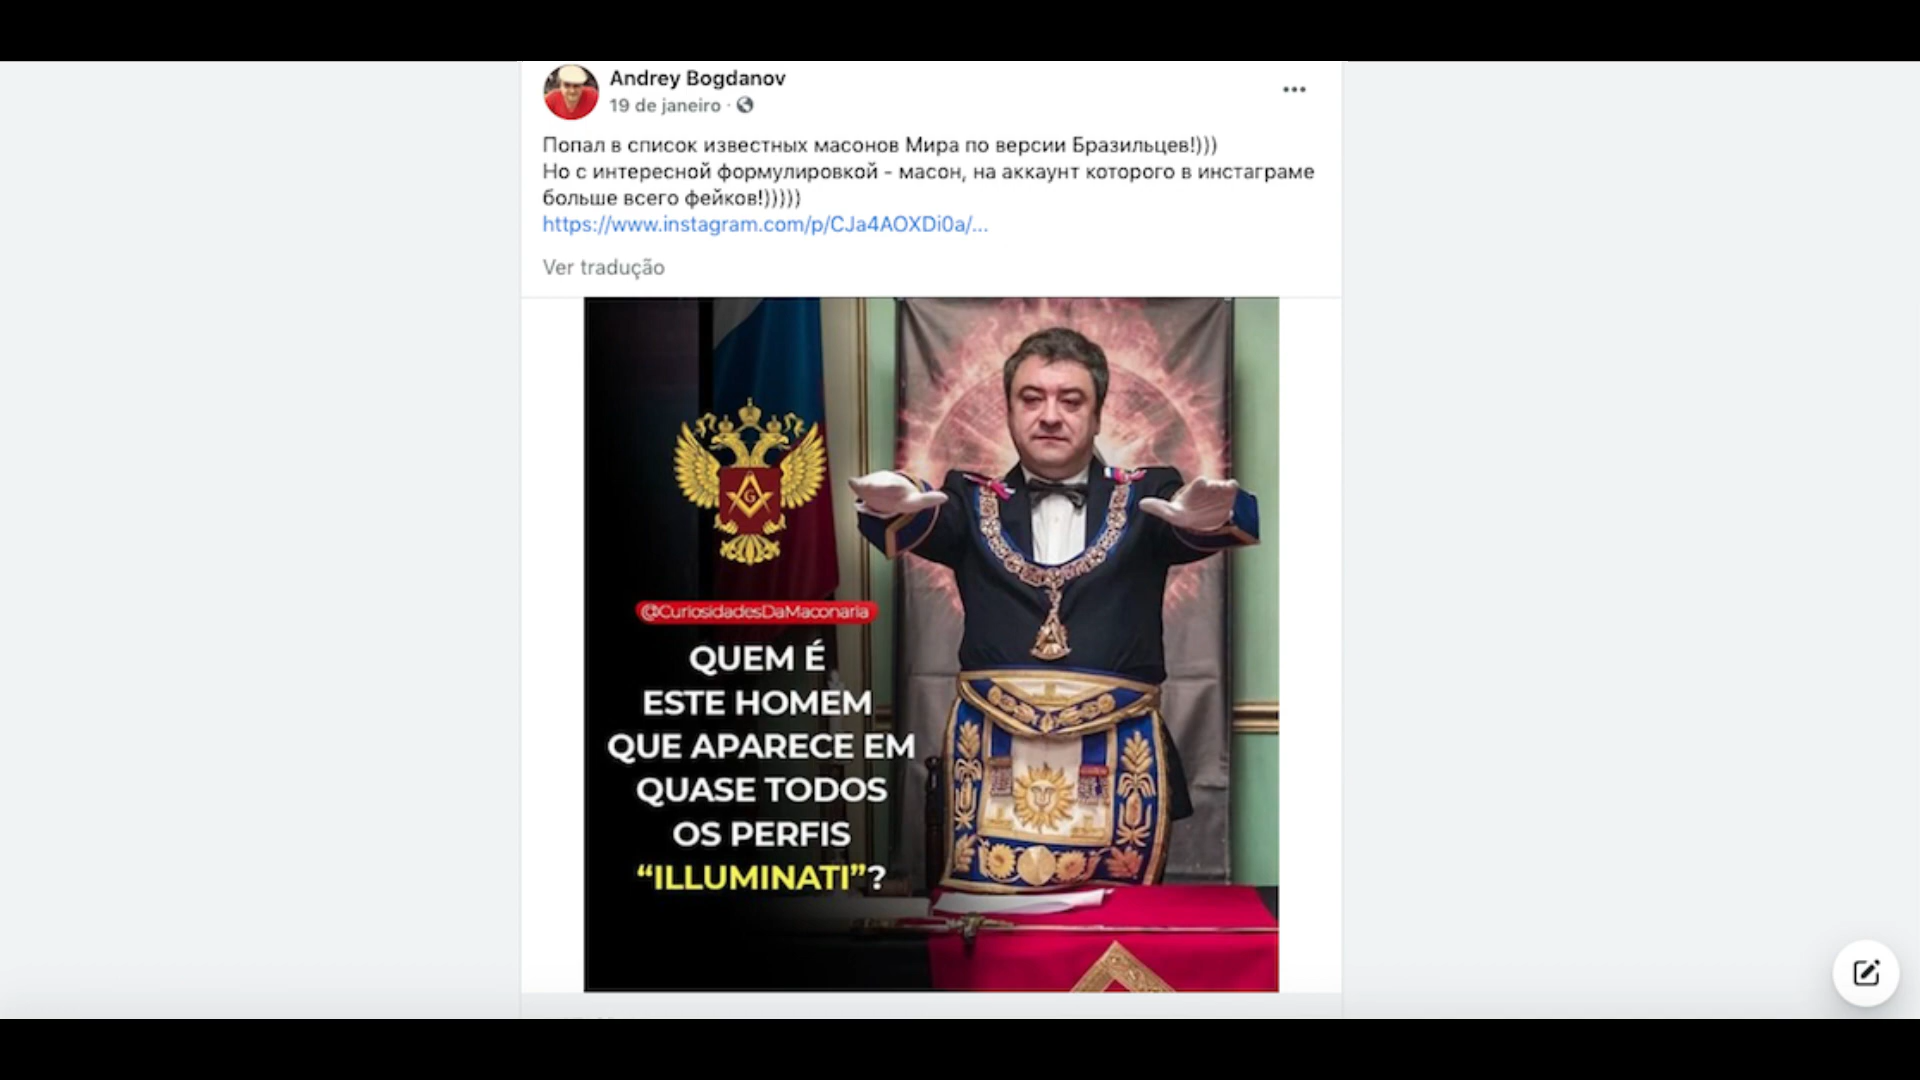 Andrey Bogdanov
19 de janeiro ·
Попал в список известных масонов Мира по версии Бразильцев!)))
Но с интересной формулировкой - масон, на аккаунт которого в инстаграме
больше всего фейков!)))))
https://www.instagram.com/p/CJa4AOXDi0a/...
Ver tradução
G
@CuriosidadesDaMaconaria
QUEM É
ESTE HOMEM
QUE APARECE EM
QUASE TODOS
OS PERFIS
“ILLUMINATI”?